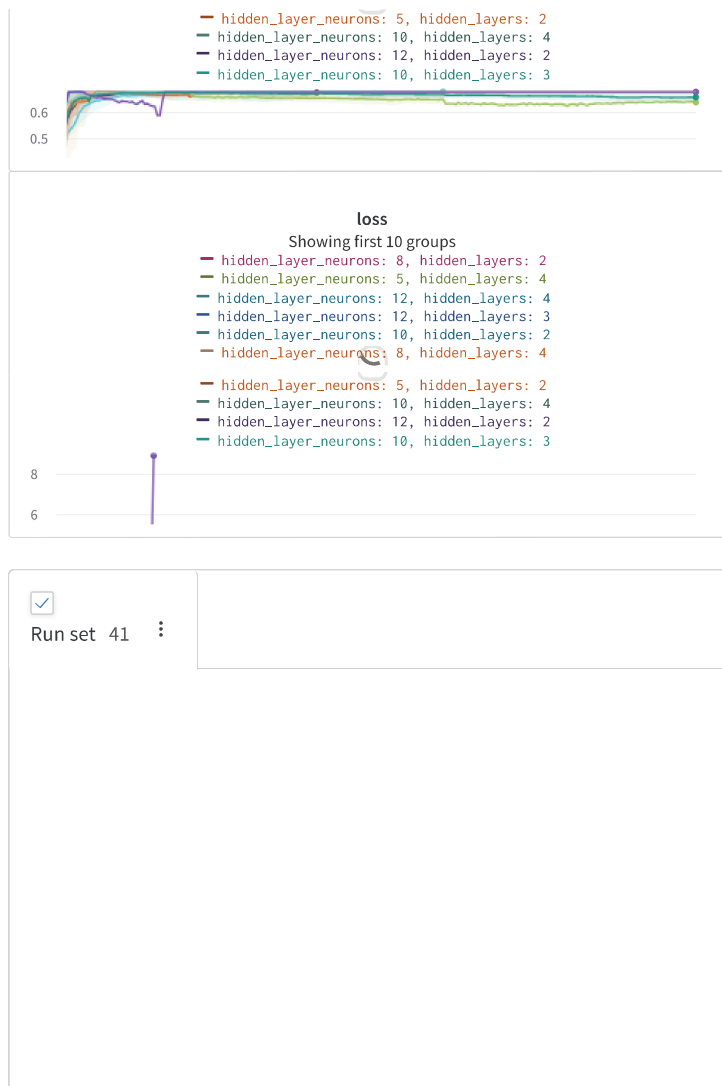 hidden_layer_neurons: 5, hidden_layers: 2
hidden_layer_neurons: 10, hidden_layers: 4
hidden_layer_neurons: 12, hidden_layers: 2
hidden_layer_neurons: 10, hidden_layers: 3
0.6
0.5
loss
Showing first 10 groups
hidden_layer_neurons: 8, hidden_layers: 2
hidden_layer_neurons: 5, hidden_layers: 4
hidden_layer_neurons: 12, hidden_layers: 4
hidden_layer_neurons: 12, hidden_layers: 3
hidden_layer_neurons: 10, hidden_layers: 2
hidden_layer_neurons: 8, hidden_layers: 4
hidden_layer_neurons: 5, hidden_layers: 2
hidden_layer_neurons: 10, hidden_layers: 4
hidden_layer_neurons: 12, hidden_layers: 2
hidden_layer_neurons: 10, hidden_layers: 3
8
6
Run set 41